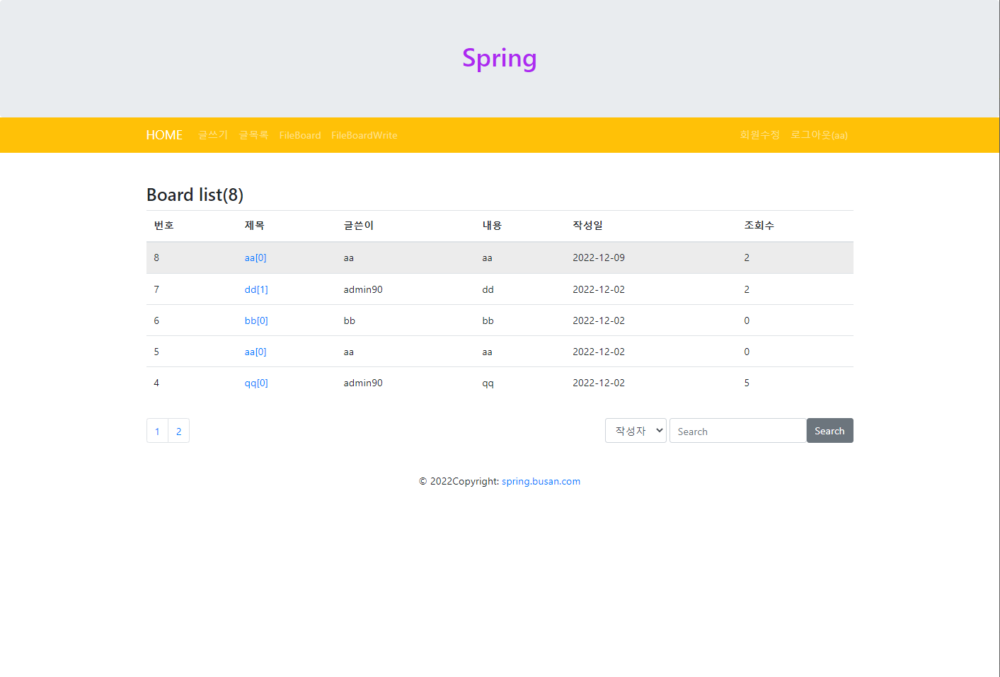 Spring
HOME 글쓰기 글목록 FileBoard FileBoardWrite 회원수정 로그아웃(aa)
Board list(8)
번호 제목 글쓴이 내용 작성일 조회수
8 aa[0] aa aa 2022-12-09 2
7 dd[1] admin90 dd 2022-12-02 2
6 bb[0] bb bb 2022-12-02 0
5 aa[0] aa aa 2022-12-02 0
4 qq[0] admin90 qq 2022-12-02 5
1 2 작성자 Search Search
© 2022Copyright: spring.busan.com